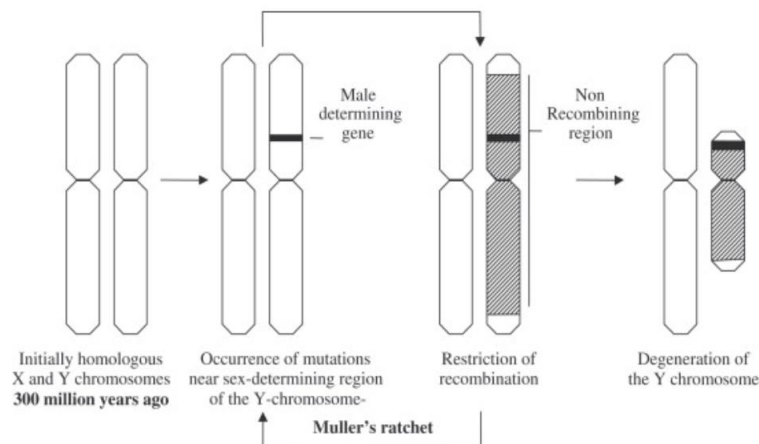 Male
determining
gene
Non
Recombining
region
Initially homologous
X and Y chromosomes
300 million years ago
Occurrence of mutations
near sex-determining region
of the Y-chromosome-
Restriction of
recombination
Degeneration of
the Y chromosome
Muller's ratchet